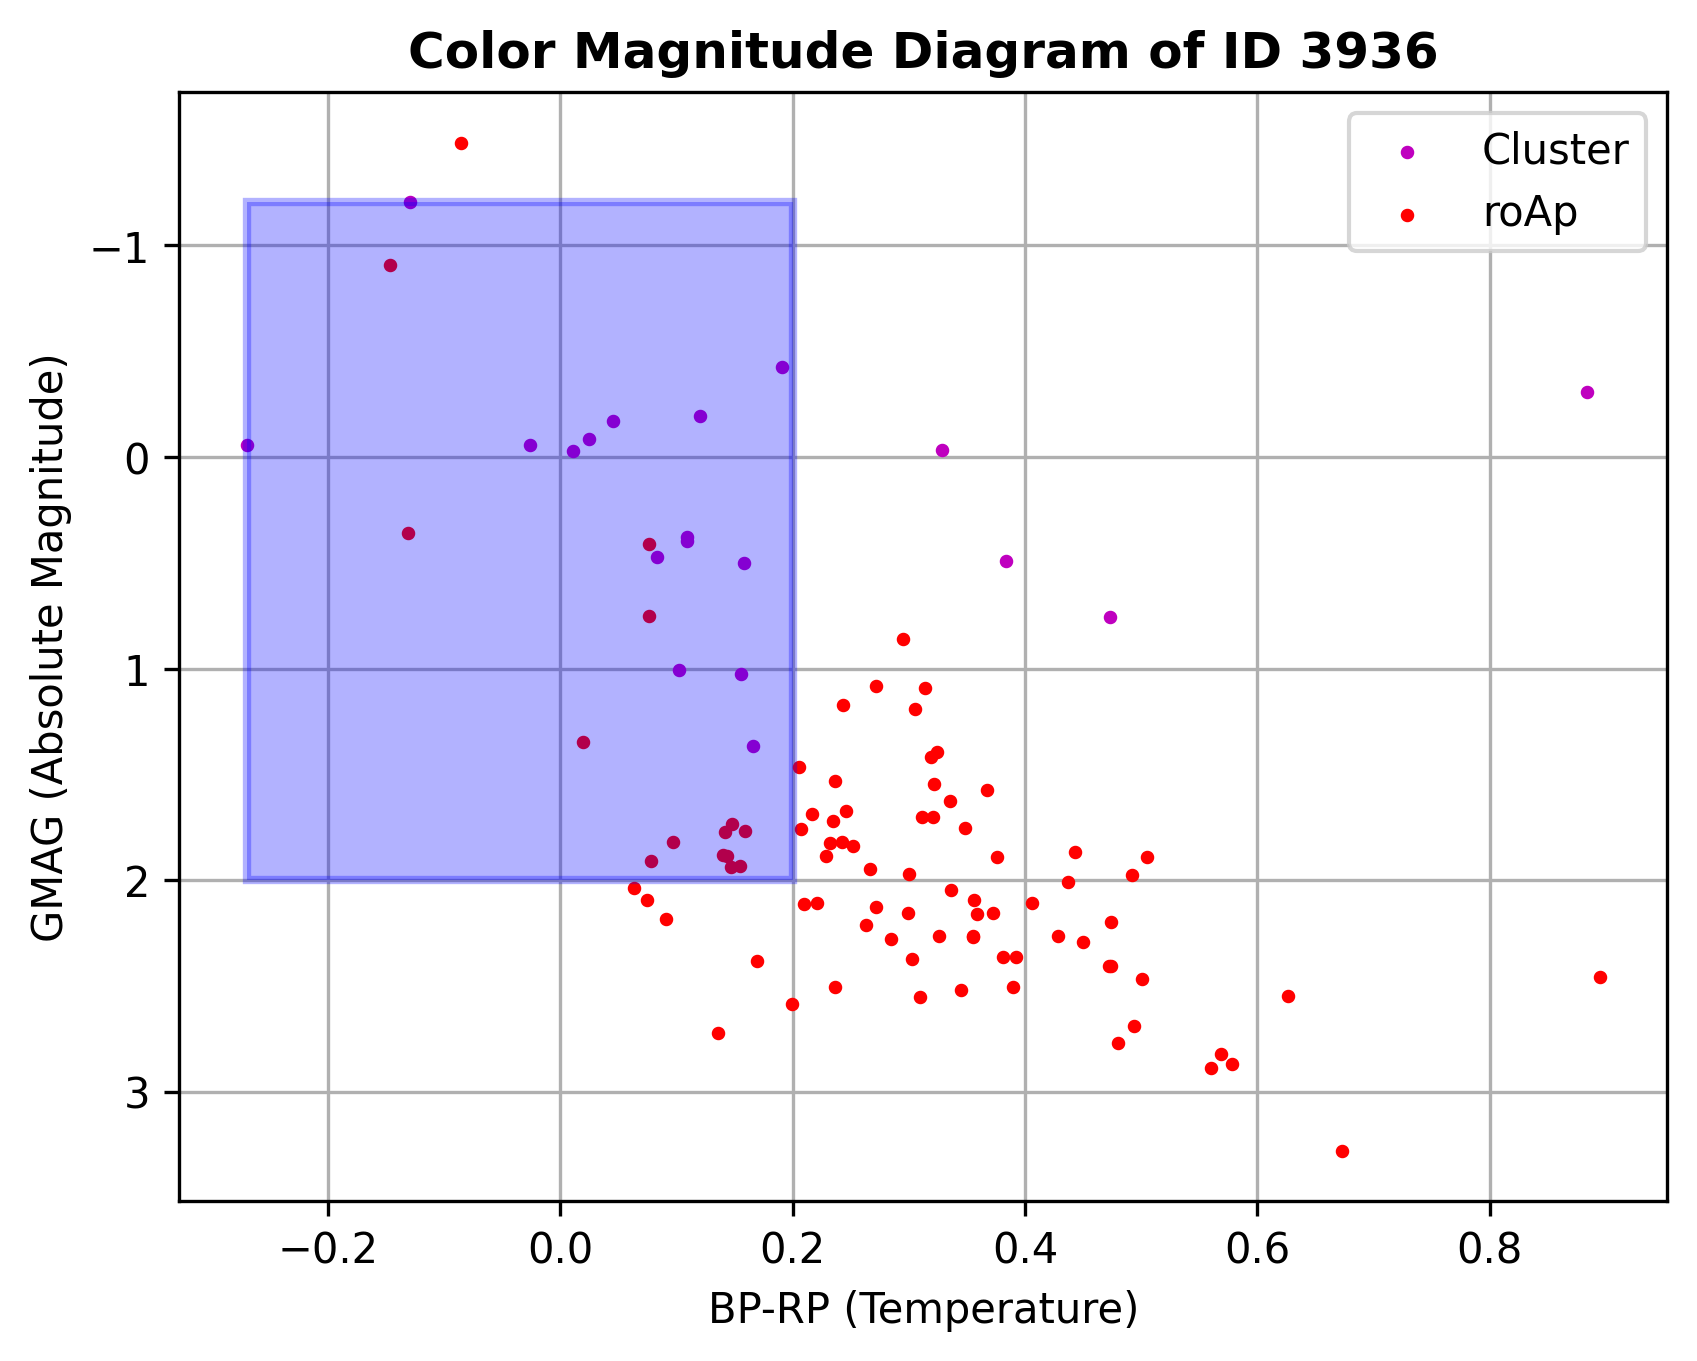 Color Magnitude Diagram of ID 3936
Cluster
roAp
GMAG (Absolute Magnitude)
−1
0
1
2
3
−0.2 0.0 0.2 0.4 0.6 0.8
BP-RP (Temperature)